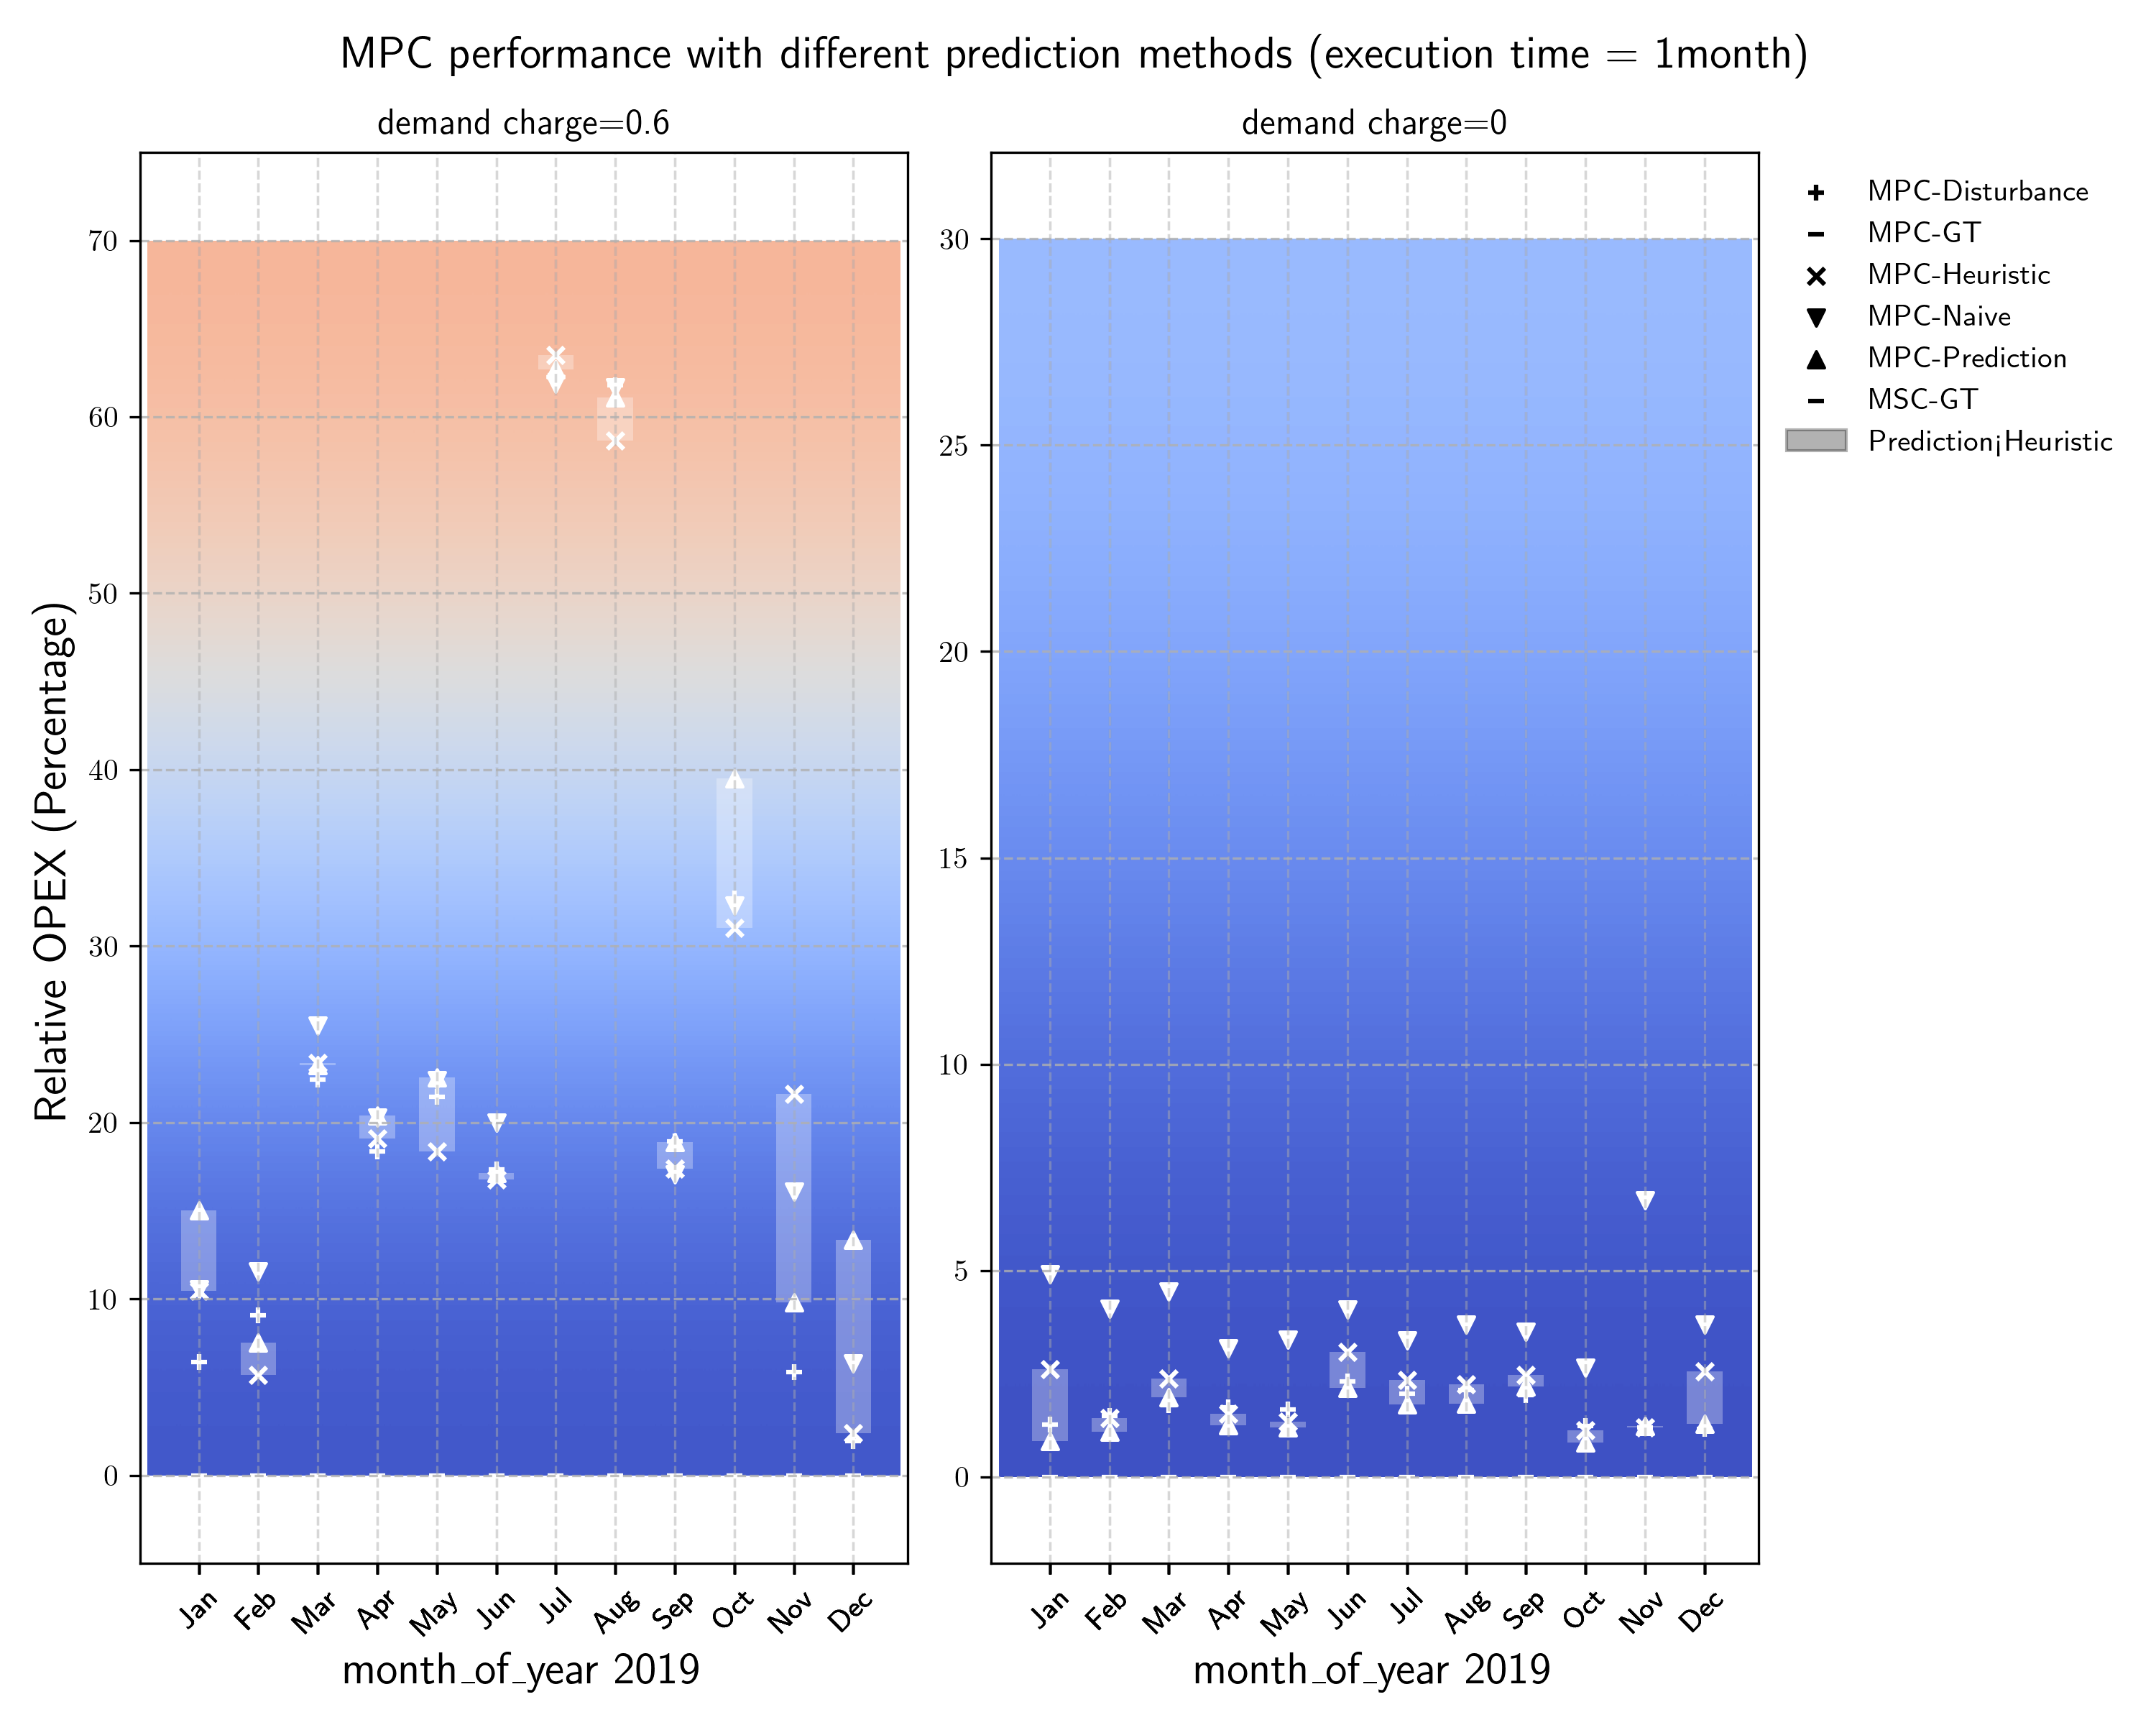 MPC performance with different prediction methods (execution time = 1month)
demand charge=0.6
demand charge=0
Relative OPEX (Percentage)
70
60
50
40
30
20
10
0
Jan Feb Mar Apr May Jun Jul Aug Sep Oct Nov Dec
month_of_year 2019
30
25
20
15
10
5
0
Jan Feb Mar Apr May Jun Jul Aug Sep Oct Nov Dec
month_of_year 2019
MPC-Disturbance
MPC-GT
MPC-Heuristic
MPC-Naive
MPC-Prediction
MSC-GT
Prediction¡Heuristic